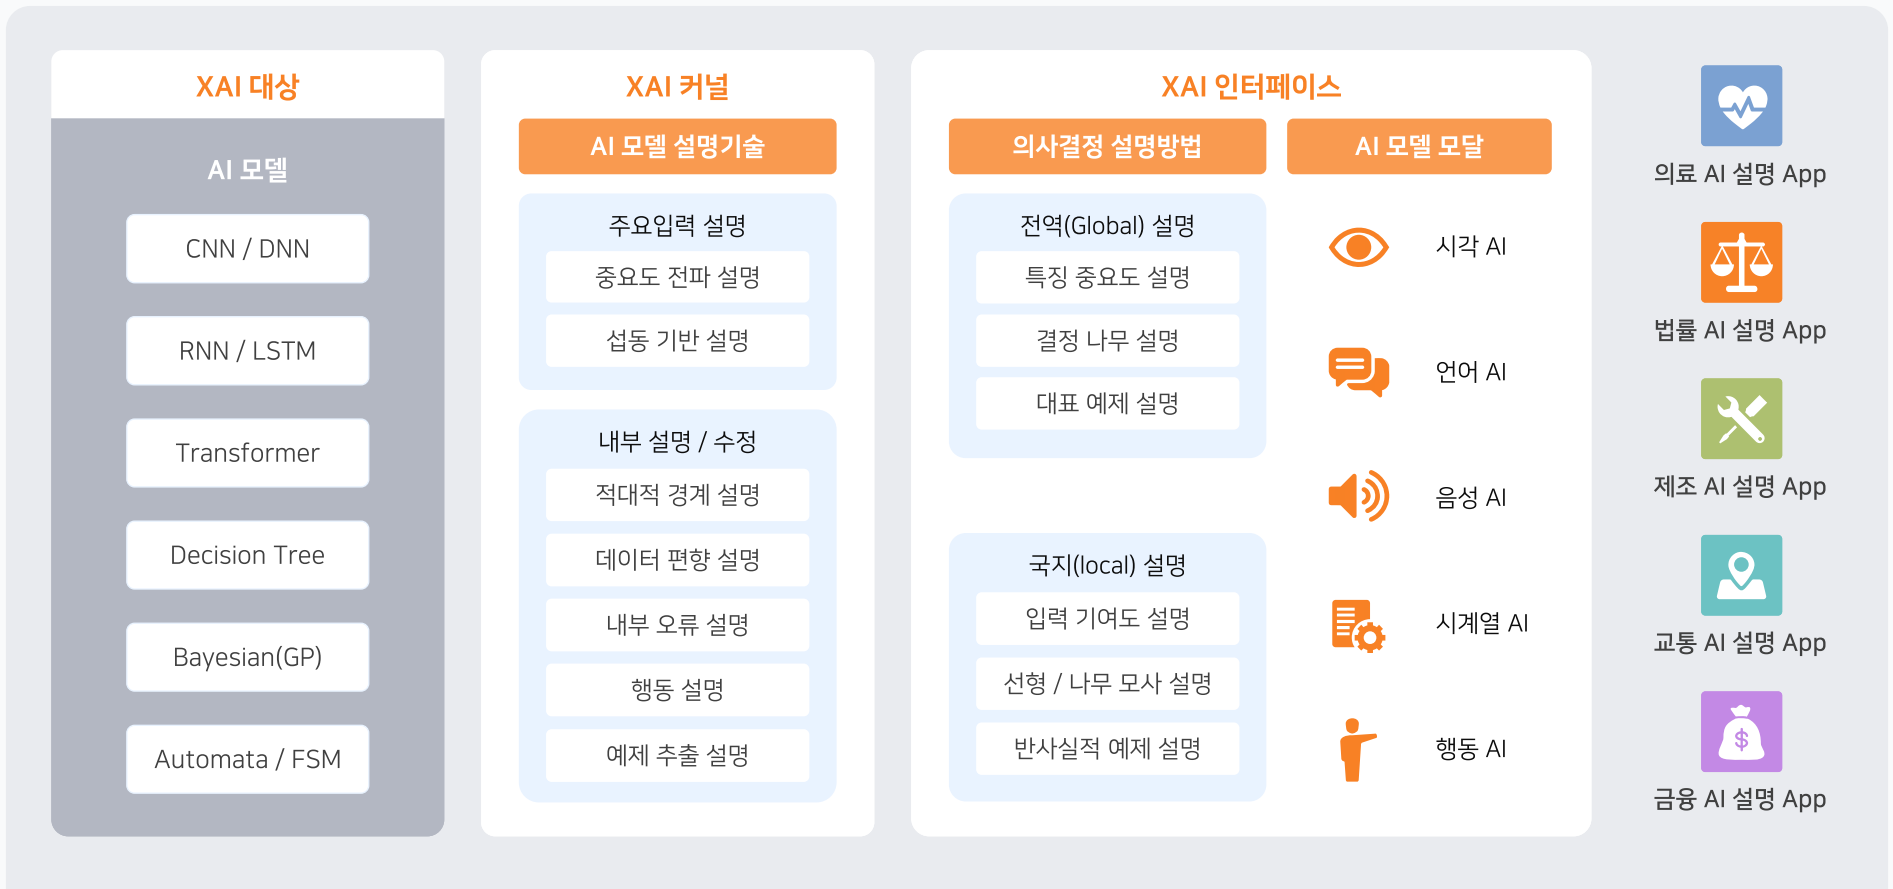 XAI 대상
AI 모델
CNN / DNN
RNN / LSTM
Transformer
Decision Tree
Bayesian(GP)
Automata / FSM
XAI 커널
AI 모델 설명기술
주요입력 설명
중요도 전파 설명
섭동 기반 설명
내부 설명 / 수정
적대적 경계 설명
데이터 편향 설명
내부 오류 설명
행동 설명
예제 추출 설명
XAI 인터페이스
의사결정 설명방법
전역(Global) 설명
특징 중요도 설명
결정 나무 설명
대표 예제 설명
국지(local) 설명
입력 기여도 설명
선형 / 나무 모사 설명
반사실적 예제 설명
AI 모델 모달
시각 AI
언어 AI
음성 AI
시계열 AI
행동 AI
의료 AI 설명 App
법률 AI 설명 App
제조 AI 설명 App
교통 AI 설명 App
$
금융 AI 설명 App